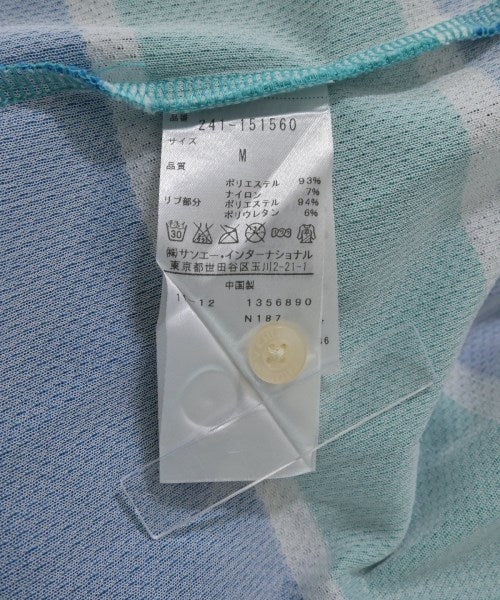 品番
241-151560
サイズ
M
品質
ポリエステル 93%
ナイロン 7%
リブ部分 ポリエステル 94%
ポリウレタン 6%
30
㈱サンエー・インターナショナル
東京都世田谷区玉川2-21-1
中国製
12 1356890
N187